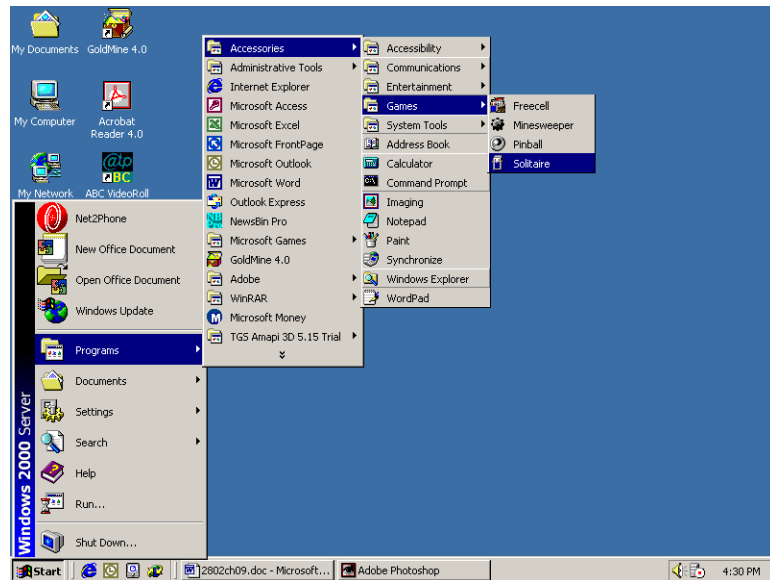 My Documents
GoldMine 4.0
My Computer
Acrobat
Reader 4.0
My Network
atp
ABC
ABC VideoRoll
Windows 2000 Server
Net2Phone
New Office Document
Open Office Document
Windows Update
Programs
Documents
Settings
Search
Help
Run...
Shut Down...
Accessories
Administrative Tools
Internet Explorer
Microsoft Access
Microsoft Excel
Microsoft FrontPage
Microsoft Outlook
Microsoft Word
Outlook Express
NewsBin Pro
Microsoft Games
GoldMine 4.0
Adobe
WinRAR
Microsoft Money
TGS Amapi 3D 5.15 Trial
Accessibility
Communications
Entertainment
Games
System Tools
Address Book
Calculator
Command Prompt
Imaging
Notepad
Paint
Synchronize
Windows Explorer
WordPad
Freecell
Minesweeper
Pinball
Solitaire
Start
2802ch09.doc - Microsoft...
Adobe Photoshop
4:30 PM